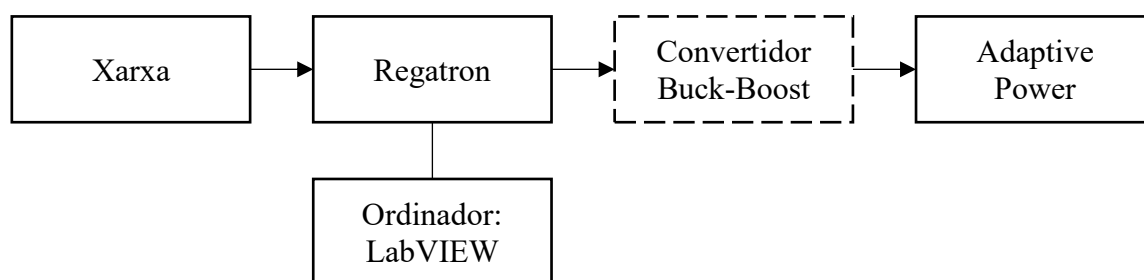 Xarxa
Regatron
Convertidor
Buck-Boost
Adaptive
Power
Ordinador:
LabVIEW